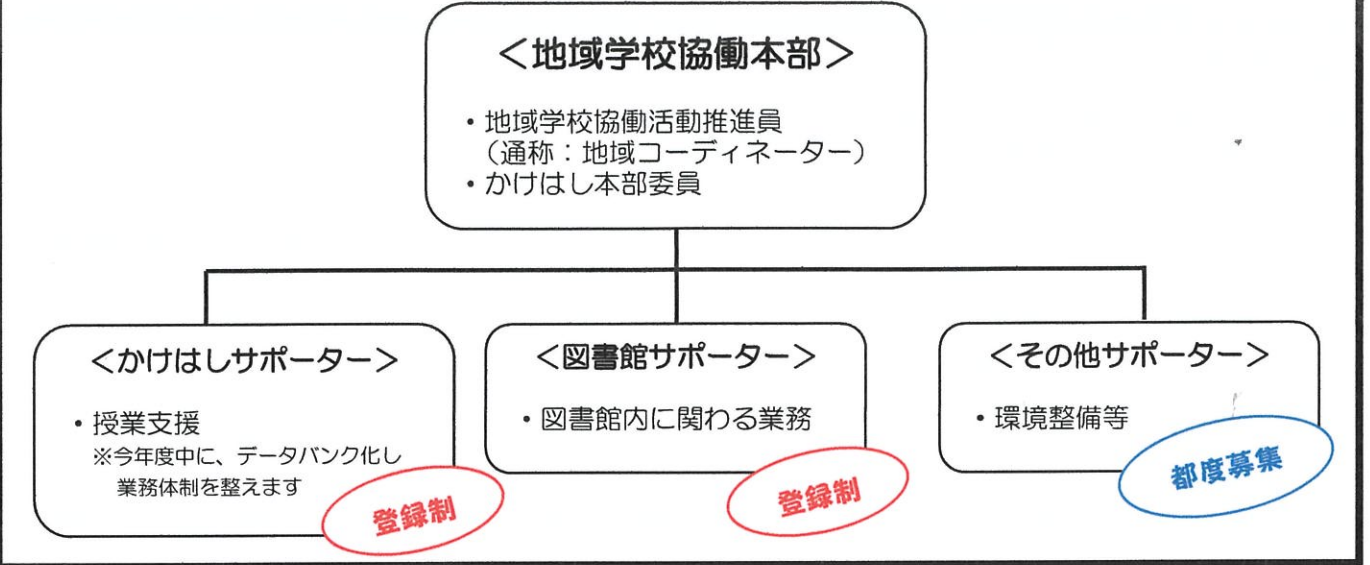 ＜地域学校協働本部＞
・地域学校協働活動推進員
（通称：地域コーディネーター）
・かけはし本部委員
＜かけはしサポーター＞
・授業支援
※今年度中に、データバンク化し
業務体制を整えます
登録制
＜図書館サポーター＞
・図書館内に関わる業務
登録制
＜その他サポーター＞
・環境整備等
都度募集